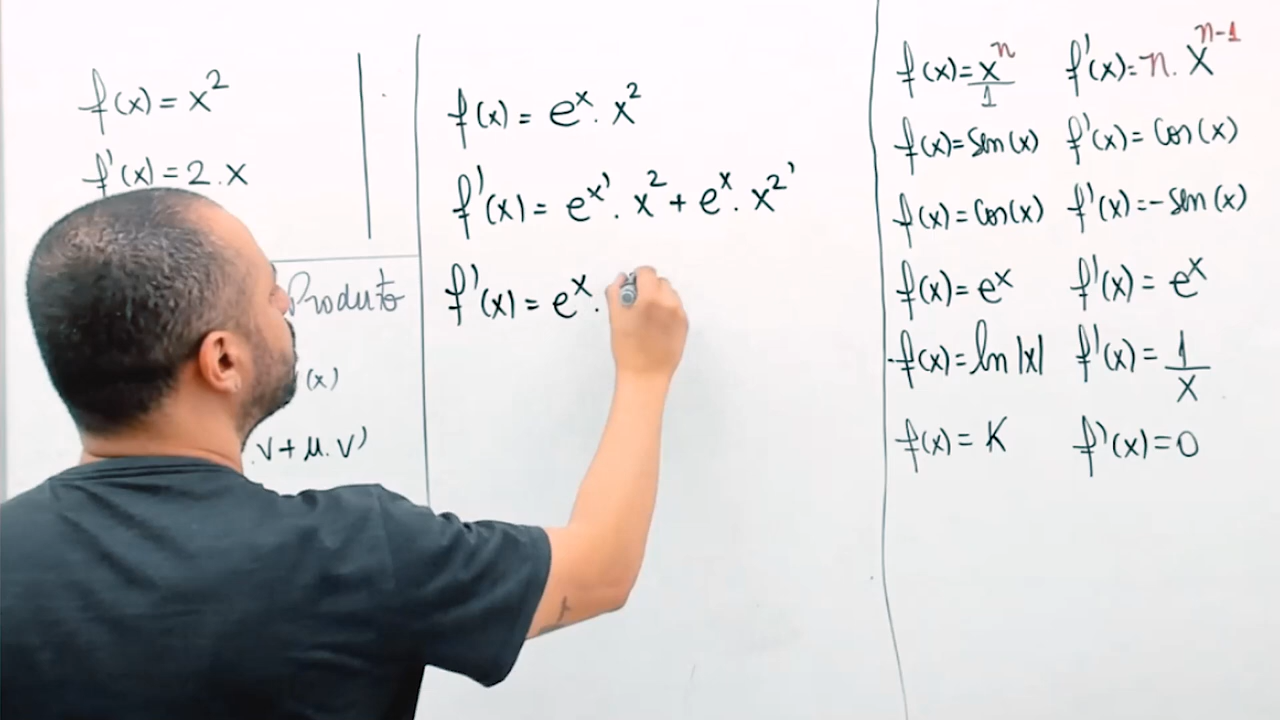 f(x) = x²
f'(x) = 2.x
Produto
(x)
.v + μ.v'
f(x) = eˣ. x²
f'(x) = eˣ'. x² + eˣ. x²'
f'(x) = eˣ.
f(x) = xⁿ/1 f'(x) = n. xⁿ⁻¹
f(x) = Sen(x) f'(x) = Cos(x)
f(x) = Cos(x) f'(x) = -Sen(x)
f(x) = eˣ f'(x) = eˣ
f(x) = ln|x| f'(x) = 1/x
f(x) = K f'(x) = 0